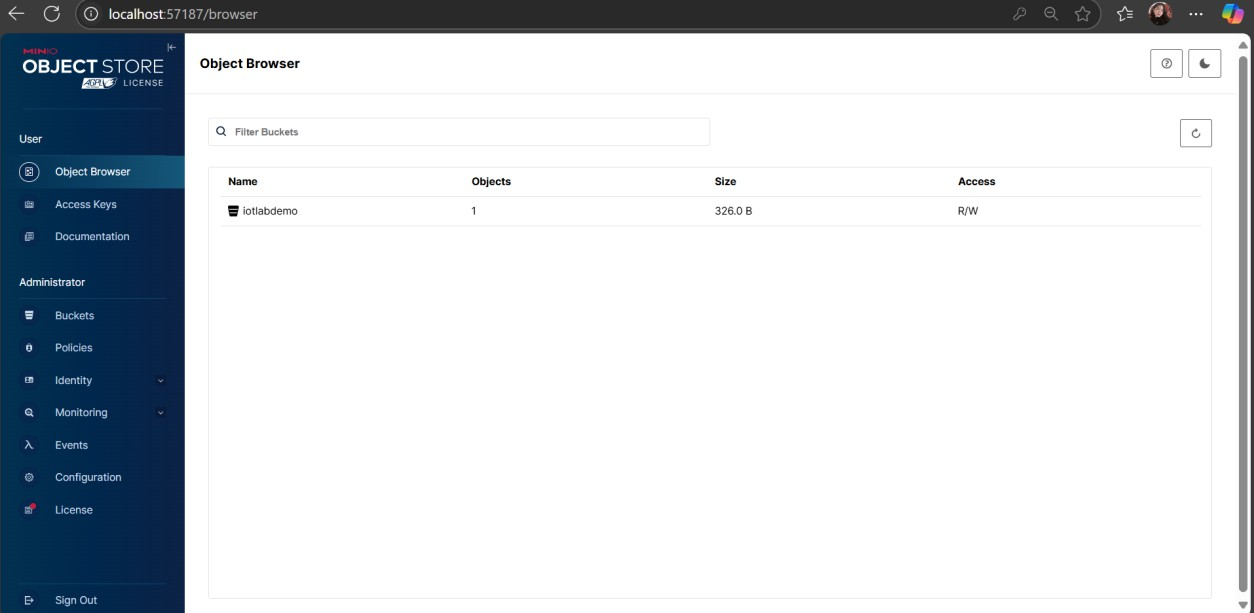 localhost:57187/browser
MINIO
OBJECT STORE
AGPL LICENSE
User
Object Browser
Access Keys
Documentation
Administrator
Buckets
Policies
Identity
Monitoring
Events
Configuration
License
Sign Out
Object Browser
Filter Buckets
Name Objects Size Access
iotlabdemo 1 326.0 B R/W